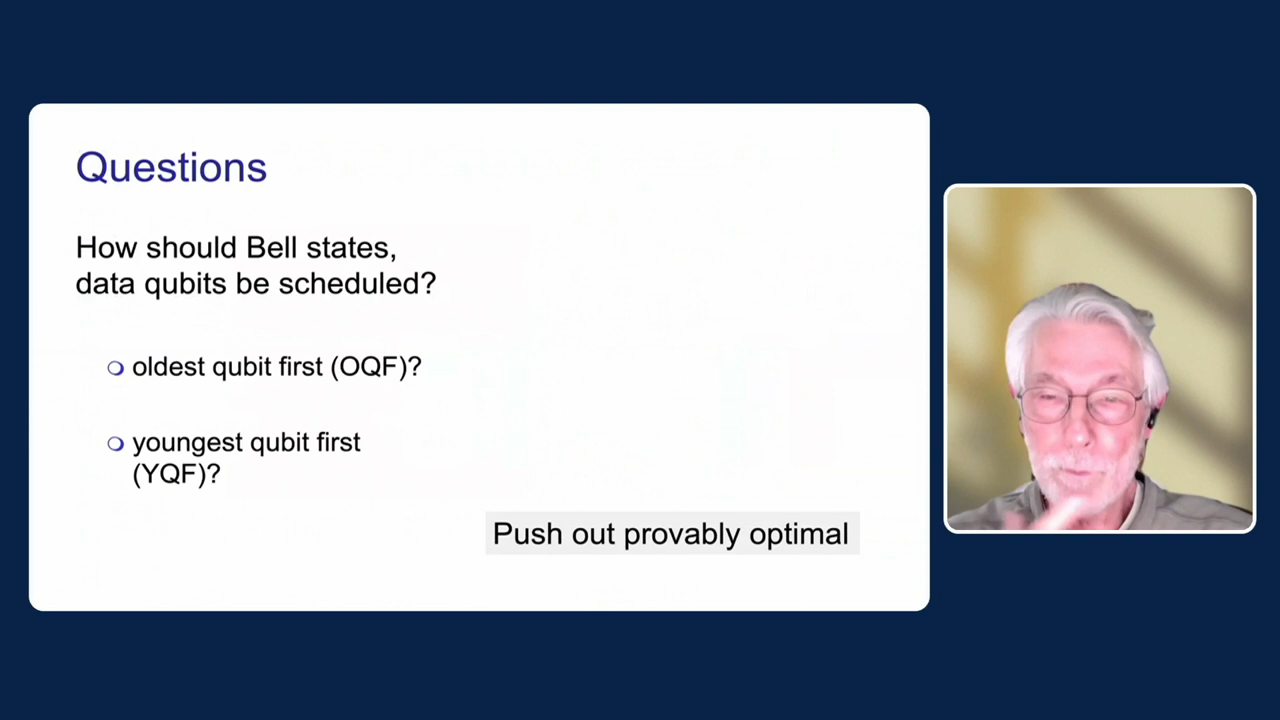 Questions
How should Bell states,
data qubits be scheduled?
oldest qubit first (OQF)?
youngest qubit first
(YQF)?
Push out provably optimal